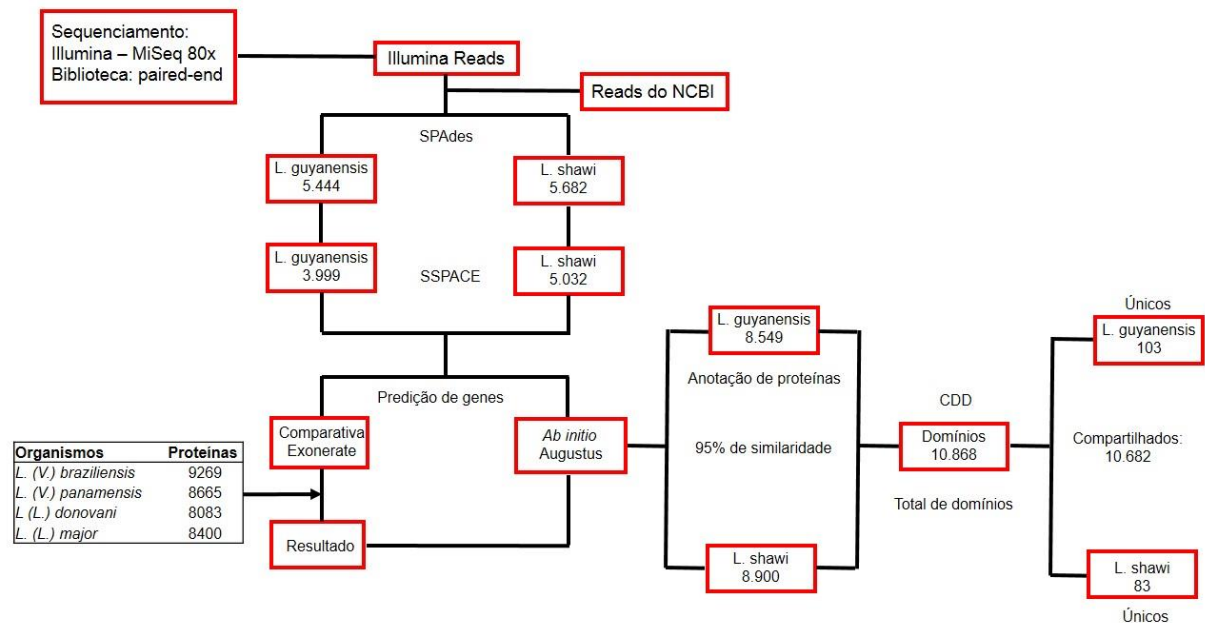 Sequenciamento:
Illumina – MiSeq 80x
Biblioteca: paired-end
Illumina Reads
Reads do NCBI
SPAdes
L. guyanensis
5.444
L. shawi
5.682
L. guyanensis
3.999
SSPACE
L. shawi
5.032
Predição de genes
Comparativa
Exonerate
Ab initio
Augustus
Organismos Proteinas
L. (V.) braziliensis 9269
L. (V.) panamensis 8665
L (L.) donovani 8083
L. (L.) major 8400
Resultado
L. guyanensis
8.549
Anotação de proteínas
95% de similaridade
L. shawi
8.900
CDD
Domínios
10.868
Total de domínios
Únicos
L. guyanensis
103
Compartilhados:
10.682
L. shawi
83
Únicos